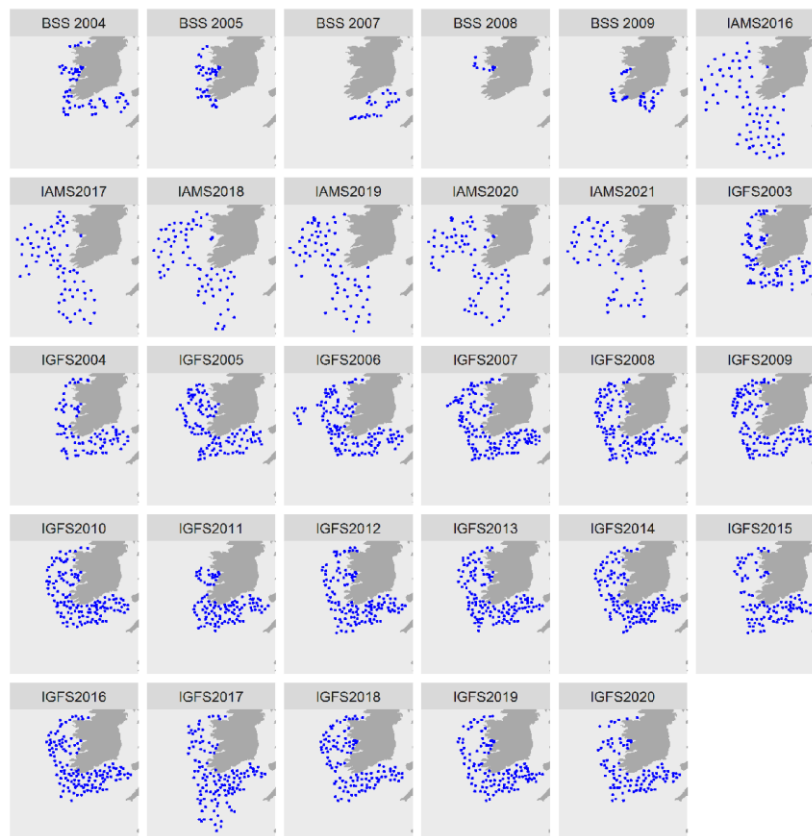 BSS 2004 BSS 2005 BSS 2007 BSS 2008 BSS 2009 IAMS2016
IAMS2017 IAMS2018 IAMS2019 IAMS2020 IAMS2021 IGFS2003
IGFS2004 IGFS2005 IGFS2006 IGFS2007 IGFS2008 IGFS2009
IGFS2010 IGFS2011 IGFS2012 IGFS2013 IGFS2014 IGFS2015
IGFS2016 IGFS2017 IGFS2018 IGFS2019 IGFS2020